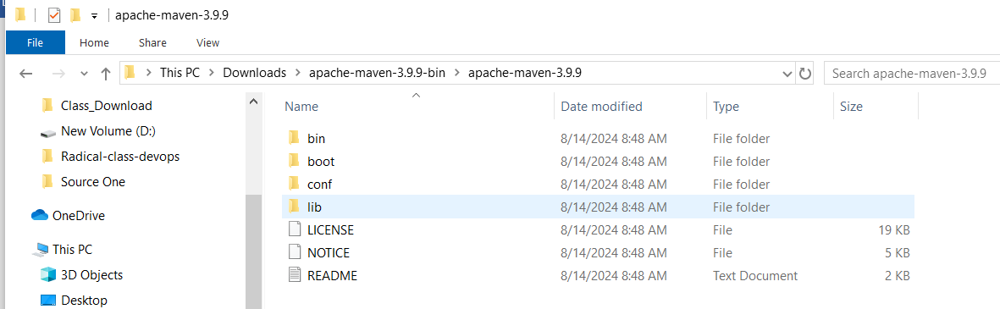 apache-maven-3.9.9
File Home Share View
This PC Downloads apache-maven-3.9.9-bin apache-maven-3.9.9 Search apache-maven-3.9.9
Class_Download
New Volume (D:)
Radical-class-devops
Source One
OneDrive
This PC
3D Objects
Desktop
Name Date modified Type Size
bin 8/14/2024 8:48 AM File folder
boot 8/14/2024 8:48 AM File folder
conf 8/14/2024 8:48 AM File folder
lib 8/14/2024 8:48 AM File folder
LICENSE 8/14/2024 8:48 AM File 19 KB
NOTICE 8/14/2024 8:48 AM File 5 KB
README 8/14/2024 8:48 AM Text Document 2 KB